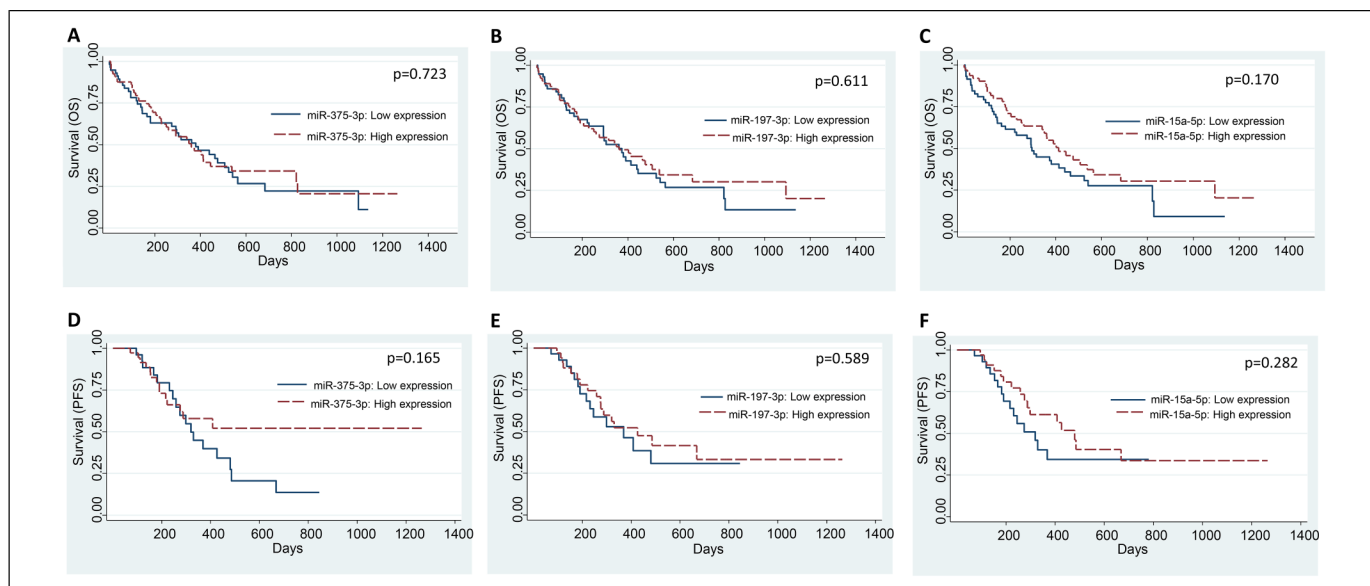 A
p=0.723
miR-375-3p: Low expression
miR-375-3p: High expression
Survival (OS)
0.00 0.25 0.50 0.75 1.00
200 400 600 800 1000 1200 1400
Days
B
p=0.611
miR-197-3p: Low expression
miR-197-3p: High expression
Survival (OS)
0.00 0.25 0.50 0.75 1.00
200 400 600 800 1000 1200 1400
Days
C
p=0.170
miR-15a-5p: Low expression
miR-15a-5p: High expression
Survival (OS)
0.00 0.25 0.50 0.75 1.00
200 400 600 800 1000 1200 1400
Days
D
p=0.165
miR-375-3p: Low expression
miR-375-3p: High expression
Survival (PFS)
0.00 0.25 0.50 0.75 1.00
200 400 600 800 1000 1200 1400
Days
E
p=0.589
miR-197-3p: Low expression
miR-197-3p: High expression
Survival (PFS)
0.00 0.25 0.50 0.75 1.00
200 400 600 800 1000 1200 1400
Days
F
p=0.282
miR-15a-5p: Low expression
miR-15a-5p: High expression
Survival (PFS)
0.00 0.25 0.50 0.75 1.00
200 400 600 800 1000 1200 1400
Days